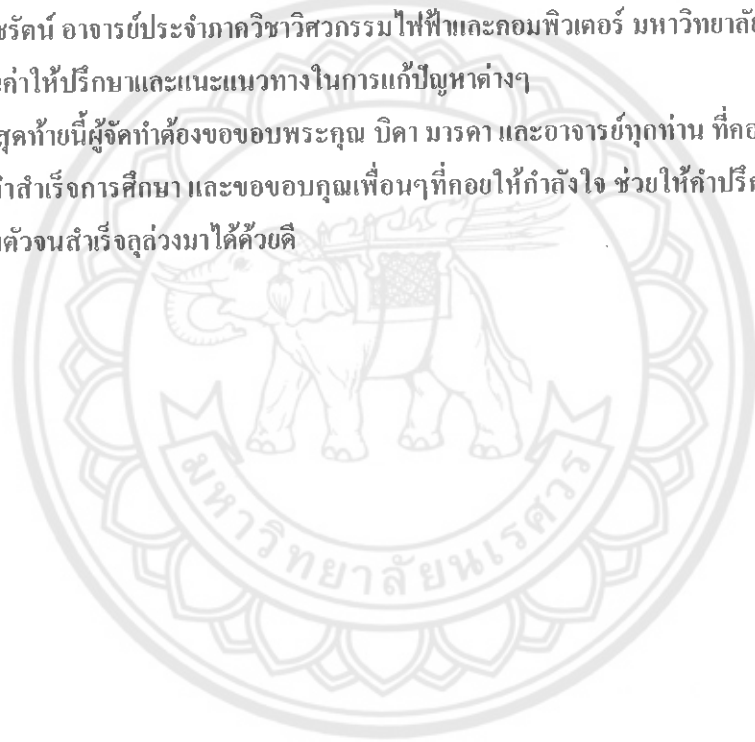 ชรัตน์ อาจารย์ประจำภาควิชาวิศวกรรมไฟฟ้าและคอมพิวเตอร์ มหาวิทยาลัย
ค่าให้ปรึกษาและแนะแนวทางในการแก้ปัญหาต่างๆ
สุดท้ายนี้ผู้จัดทำต้องขอขอบพระคุณ บิดา มารดา และอาจารย์ทุกท่าน ที่คอ
ำสำเร็จการศึกษา และขอขอบคุณเพื่อนๆที่คอยให้กำลังใจ ช่วยให้คำปรึก
ตัวจนสำเร็จลุล่วงมาได้ด้วยดี
มหาวิทยาลัยนเรศวร